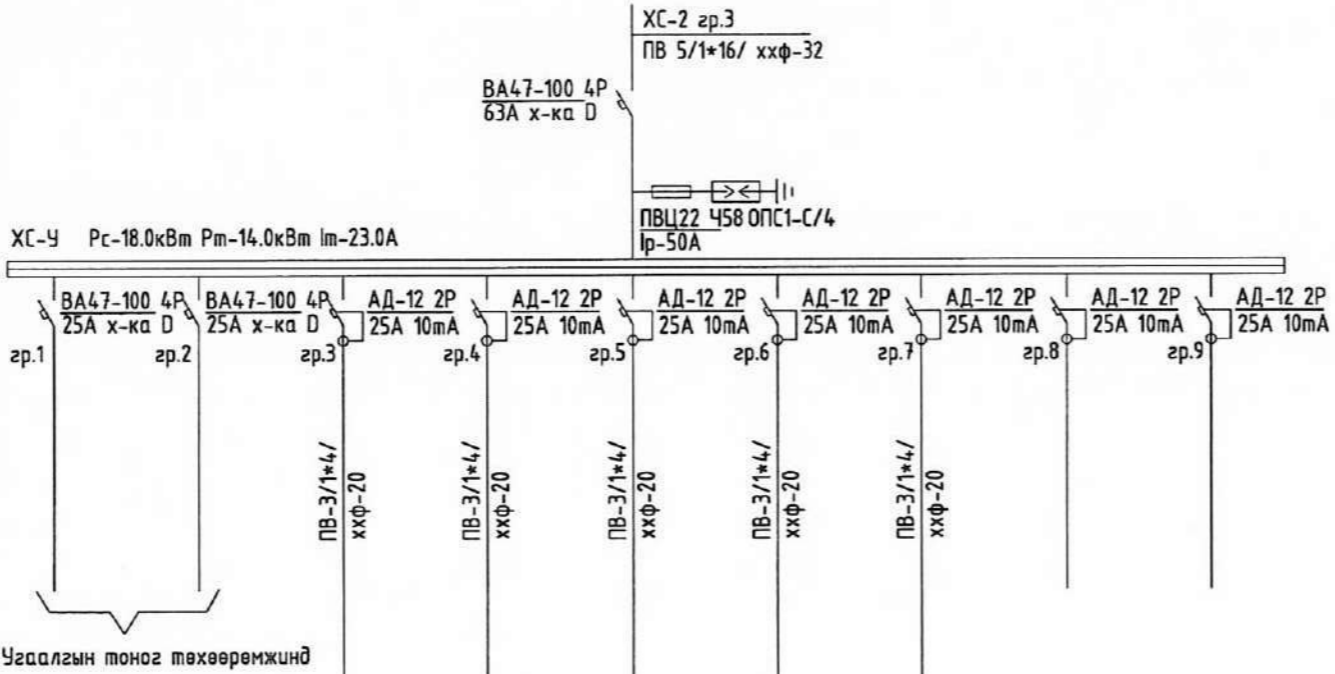 ХС-2 гр.3
ПВ 5/1*16/ ххф-32
ВА47-100 4Р
63А х-ка D
ПВЦ22 Ч58 ОПС1-С/4
Iр-50А
ХС-У Рс-18.0кВт Рт-14.0кВт Iт-23.0А
ВА47-100 4Р
25А х-ка D
гр.1
ВА47-100 4Р
25А х-ка D
гр.2
АД-12 2Р
25А 10mA
гр.3
АД-12 2Р
25А 10mA
гр.4
АД-12 2Р
25А 10mA
гр.5
АД-12 2Р
25А 10mA
гр.6
АД-12 2Р
25А 10mA
гр.7
АД-12 2Р
25А 10mA
гр.8
АД-12 2Р
25А 10mA
гр.9
ПВ-3/1*4/
ххф-20
ПВ-3/1*4/
ххф-20
ПВ-3/1*4/
ххф-20
ПВ-3/1*4/
ххф-20
ПВ-3/1*4/
ххф-20
Угаалгын тоног төхөөрөмжинд